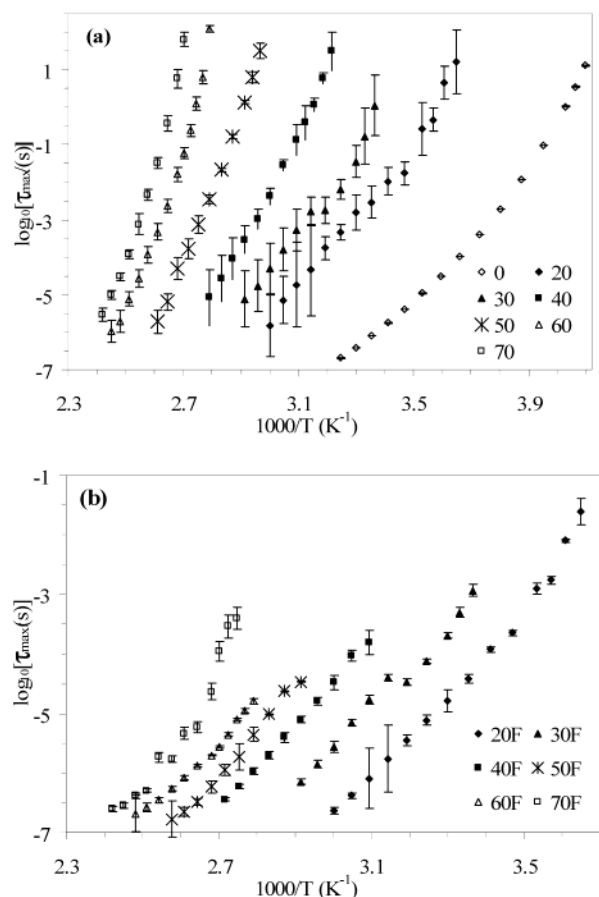 (a)
log₁₀[τmax/(s)]
1
-1
-3
-5
-7
2.3 2.7 3.1 3.5 3.9
1000/T (K⁻¹)
0 20
30 40
50 60
70
(b)
log₁₀[τmax(s)]
-1
-3
-5
-7
2.3 2.7 3.1 3.5
1000/T (K⁻¹)
20F 30F
40F 50F
60F 70F